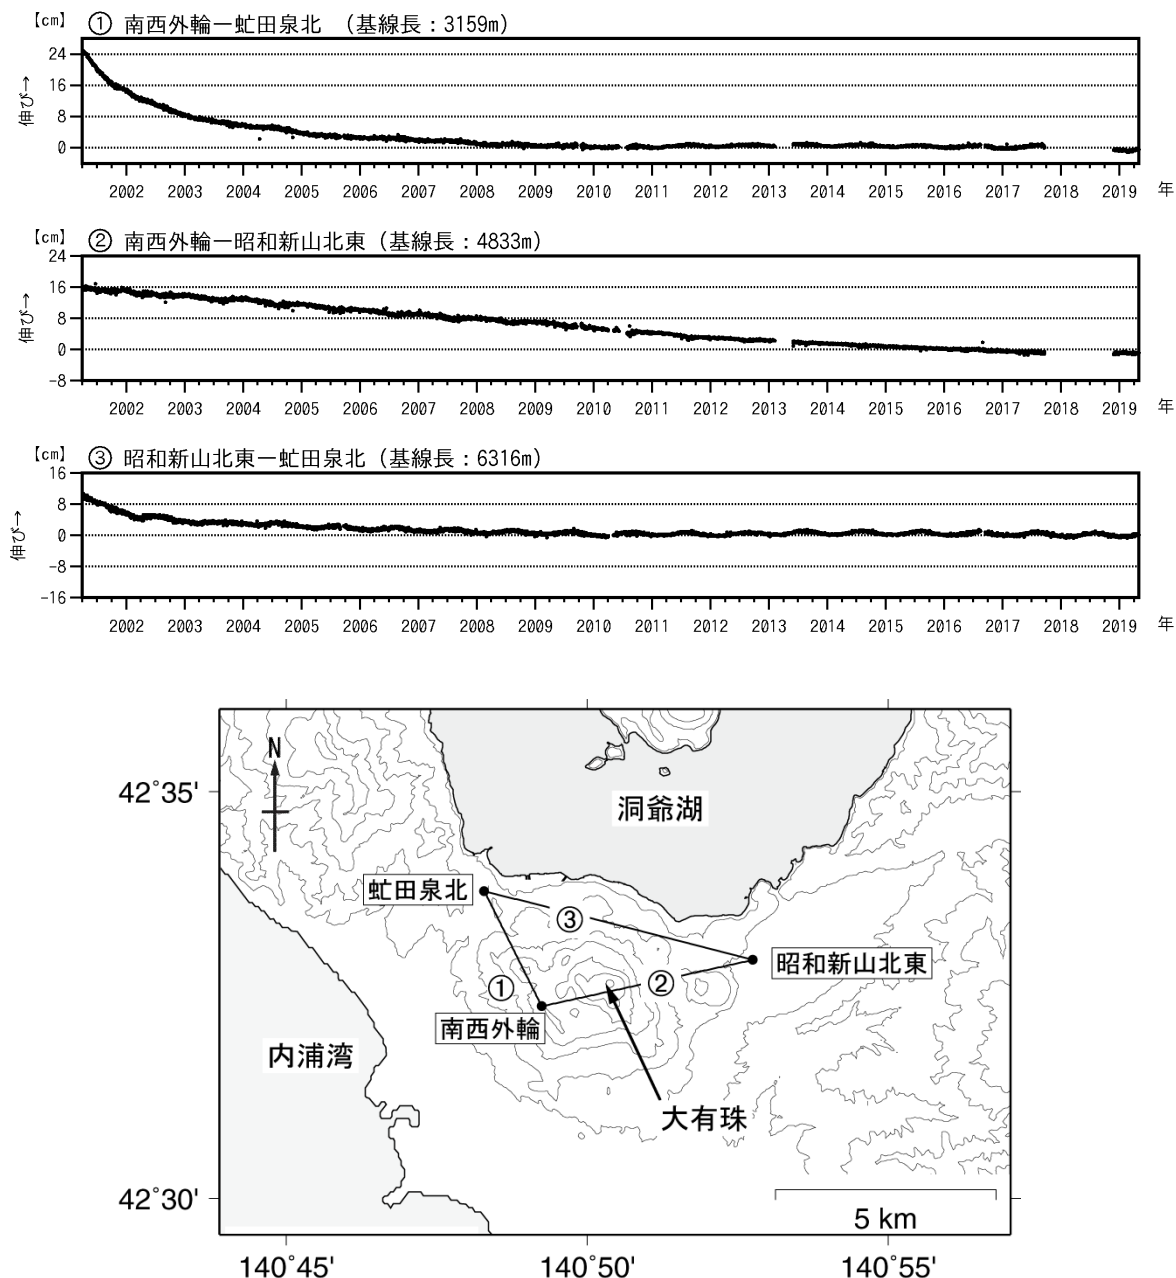 【cm】 ① 南西外輪ー虻田泉北 （基線長：3159m）
24
16
8
0
伸び→
2002 2003 2004 2005 2006 2007 2008 2009 2010 2011 2012 2013 2014 2015 2016 2017 2018 2019 年
【cm】 ② 南西外輪ー昭和新山北東（基線長：4833m）
24
16
8
0
-8
伸び→
2002 2003 2004 2005 2006 2007 2008 2009 2010 2011 2012 2013 2014 2015 2016 2017 2018 2019 年
【cm】 ③ 昭和新山北東ー虻田泉北（基線長：6316m）
16
8
0
-8
-16
伸び→
2002 2003 2004 2005 2006 2007 2008 2009 2010 2011 2012 2013 2014 2015 2016 2017 2018 2019 年
N
42°35'
洞爺湖
虻田泉北
③
昭和新山北東
①
②
南西外輪
内浦湾
大有珠
42°30'
5 km
140°45' 140°50' 140°55'